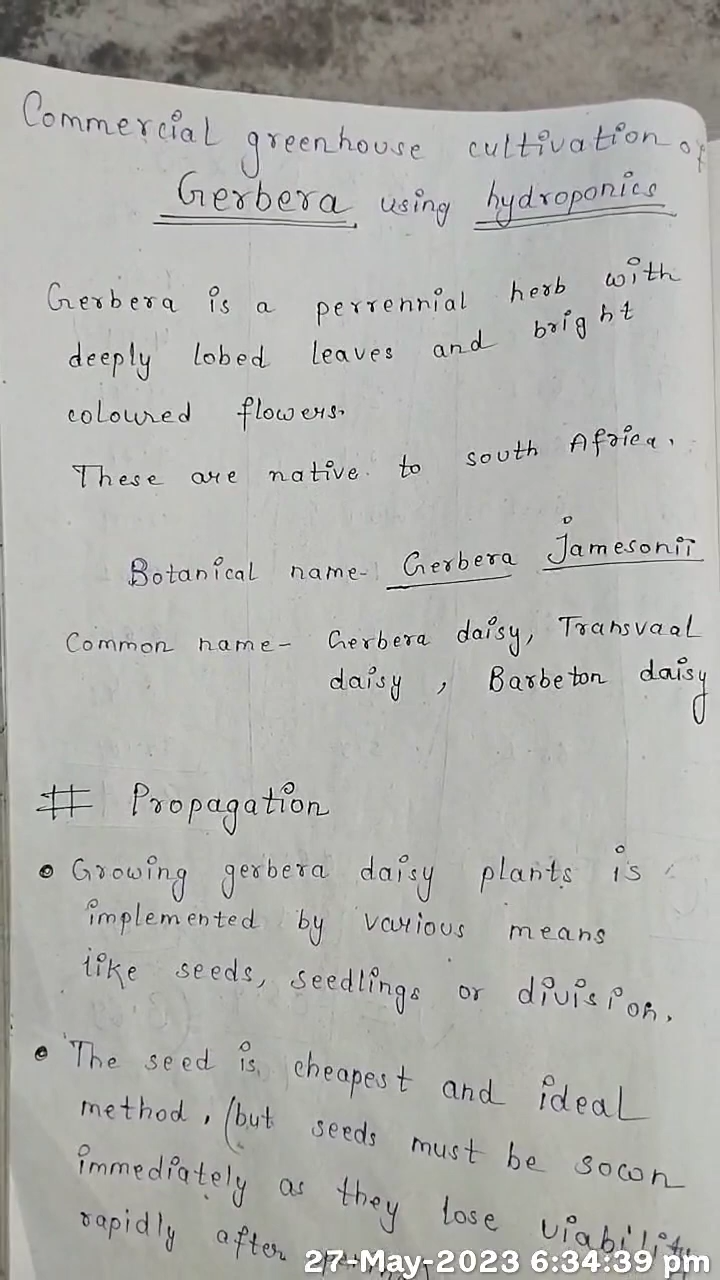 Commercial greenhouse cultivation of
Gerbera using hydroponics
Gerbera is a perrennial herb with
deeply lobed leaves and bright
coloured flowers.
These are native to south Africa.
Botanical name- Gerbera Jamesonii
Common name- Gerbera daisy, Transvaal
daisy, Barbeton daisy
# Propagation
• Growing gerbera daisy plants is
implemented by various means
like seeds, seedlings or division.
• The seed is cheapest and ideal
method, (but seeds must be socon
immediately as they lose viability
rapidly after
27-May-2023 6:34:39 pm